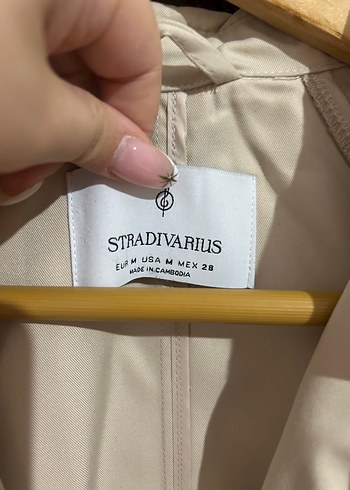 STRADIVARIUS
EUR M USA M MEX 28
MADE IN CAMBODIA